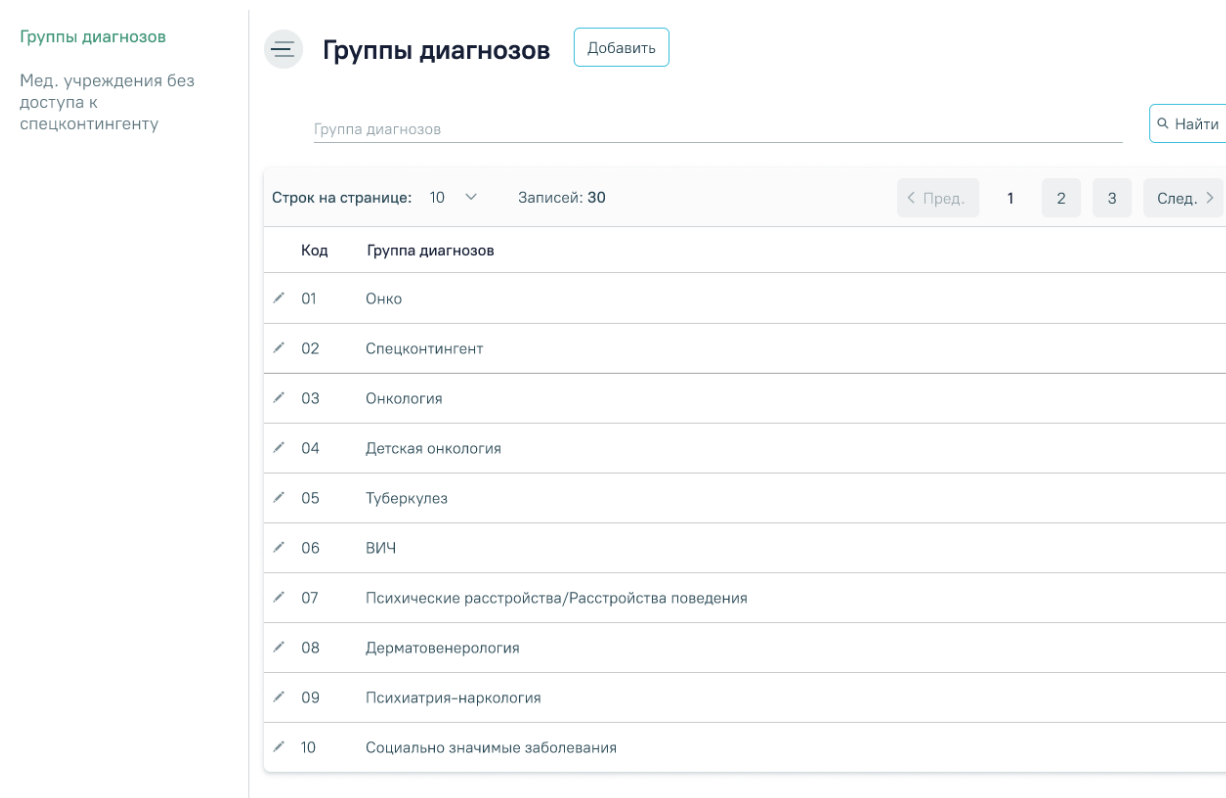 Группы диагнозов
Мед. учреждения без
доступа к
спецконтингенту
Группы диагнозов
Добавить
Группа диагнозов
Найти
Строк на странице: 10 Записей: 30 Пред. 1 2 3 След.
Код Группа диагнозов
01 Онко
02 Спецконтингент
03 Онкология
04 Детская онкология
05 Туберкулез
06 ВИЧ
07 Психические расстройства/Расстройства поведения
08 Дерматовенерология
09 Психиатрия-наркология
10 Социально значимые заболевания